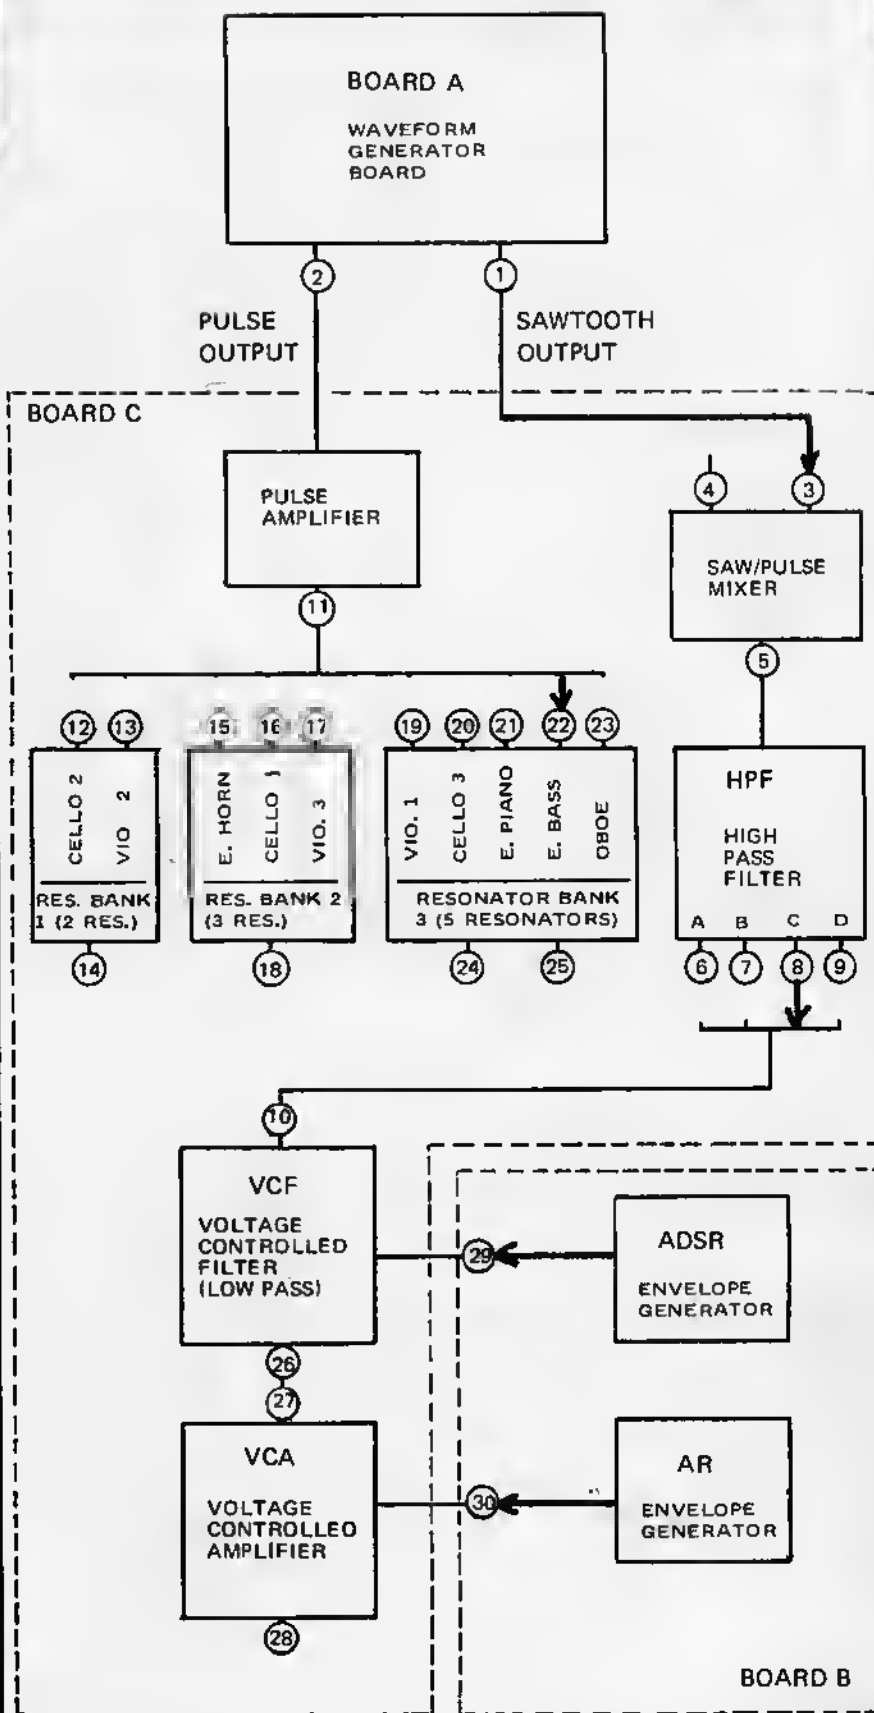 BOARD A
WAVEFORM
GENERATOR
BOARD
2
1
PULSE
OUTPUT
SAWTOOTH
OUTPUT
BOARD C
PULSE
AMPLIFIER
4
3
SAW/PULSE
MIXER
11
5
12
13
15
16
17
19
20
21
22
23
CELLO 2
VIO 2
E. HORN
CELLO 1
VIO. 3
VIO. 1
CELLO 3
E. PIANO
E. BASS
OBOE
RES. BANK
1 (2 RES.)
RES. BANK 2
(3 RES.)
RESONATOR BANK
3 (5 RESONATORS)
14
18
24
25
HPF
HIGH
PASS
FILTER
A B C D
6
7
8
9
10
VCF
VOLTAGE
CONTROLLED
FILTER
(LOW PASS)
29
ADSR
ENVELOPE
GENERATOR
26
27
VCA
VOLTAGE
CONTROLLED
AMPLIFIER
30
AR
ENVELOPE
GENERATOR
28
BOARD B